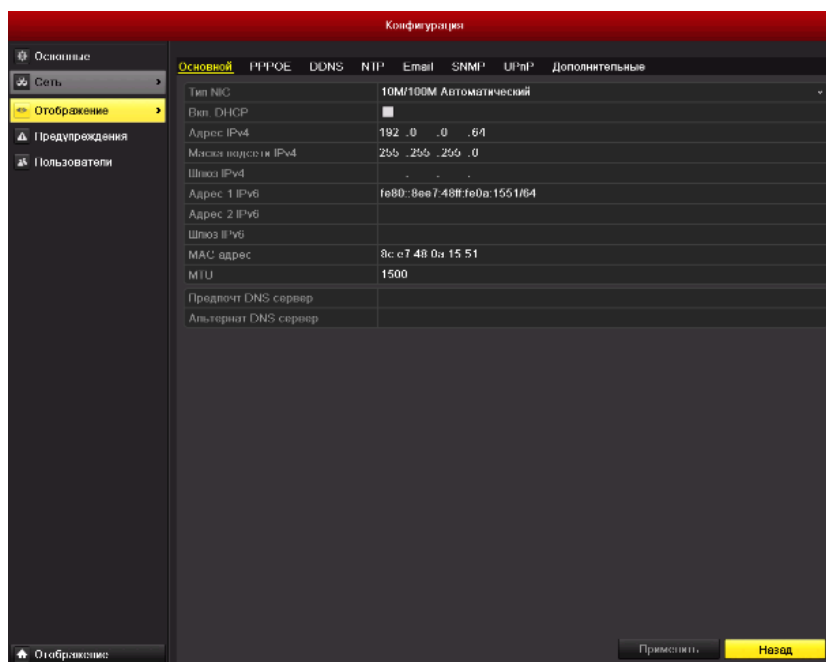 Конфигурация
Основные
Сеть
Отображение
Предупреждения
Пользователи
Основной PPPOE DDNS NTP Email SNMP UPnP Дополнительные
Тип NIC 10M/100M Автоматический
Вкл. DHCP
Адрес IPv4 192 .0 .0 .64
Маска подсети IPv4 255 .255 .255 .0
Шлюз IPv4 . . .
Адрес 1 IPv6 fe80::8ee7:48ff:fe0a:1551/64
Адрес 2 IPv6
Шлюз IPv6
MAC адрес 8c:e7:48:0a:15:51
MTU 1500
Предпочт DNS сервер
Альтернат DNS сервер
Применить Назад
Отображение